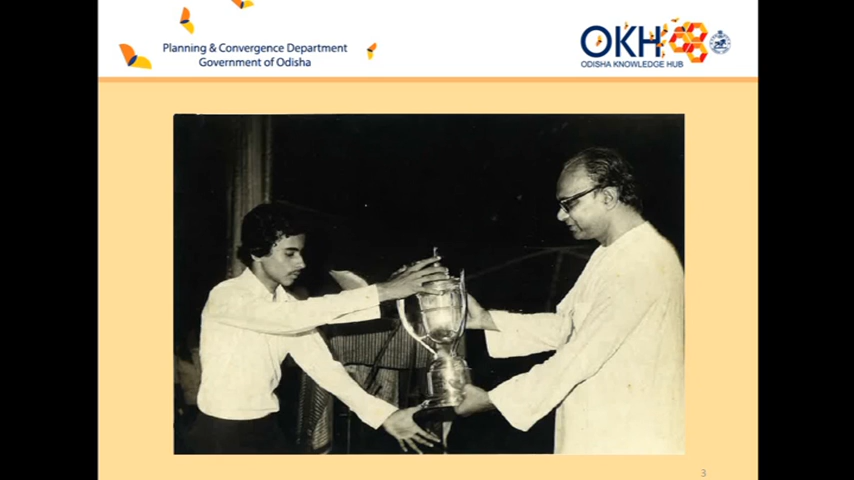 Planning & Convergence Department
Government of Odisha
OKH
ODISHA KNOWLEDGE HUB
3